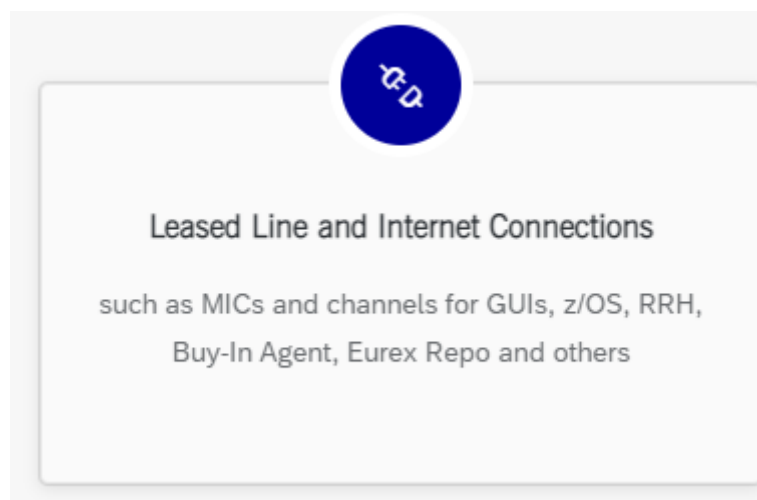 Leased Line and Internet Connections
such as MICs and channels for GUIs, z/OS, RRH,
Buy-In Agent, Eurex Repo and others